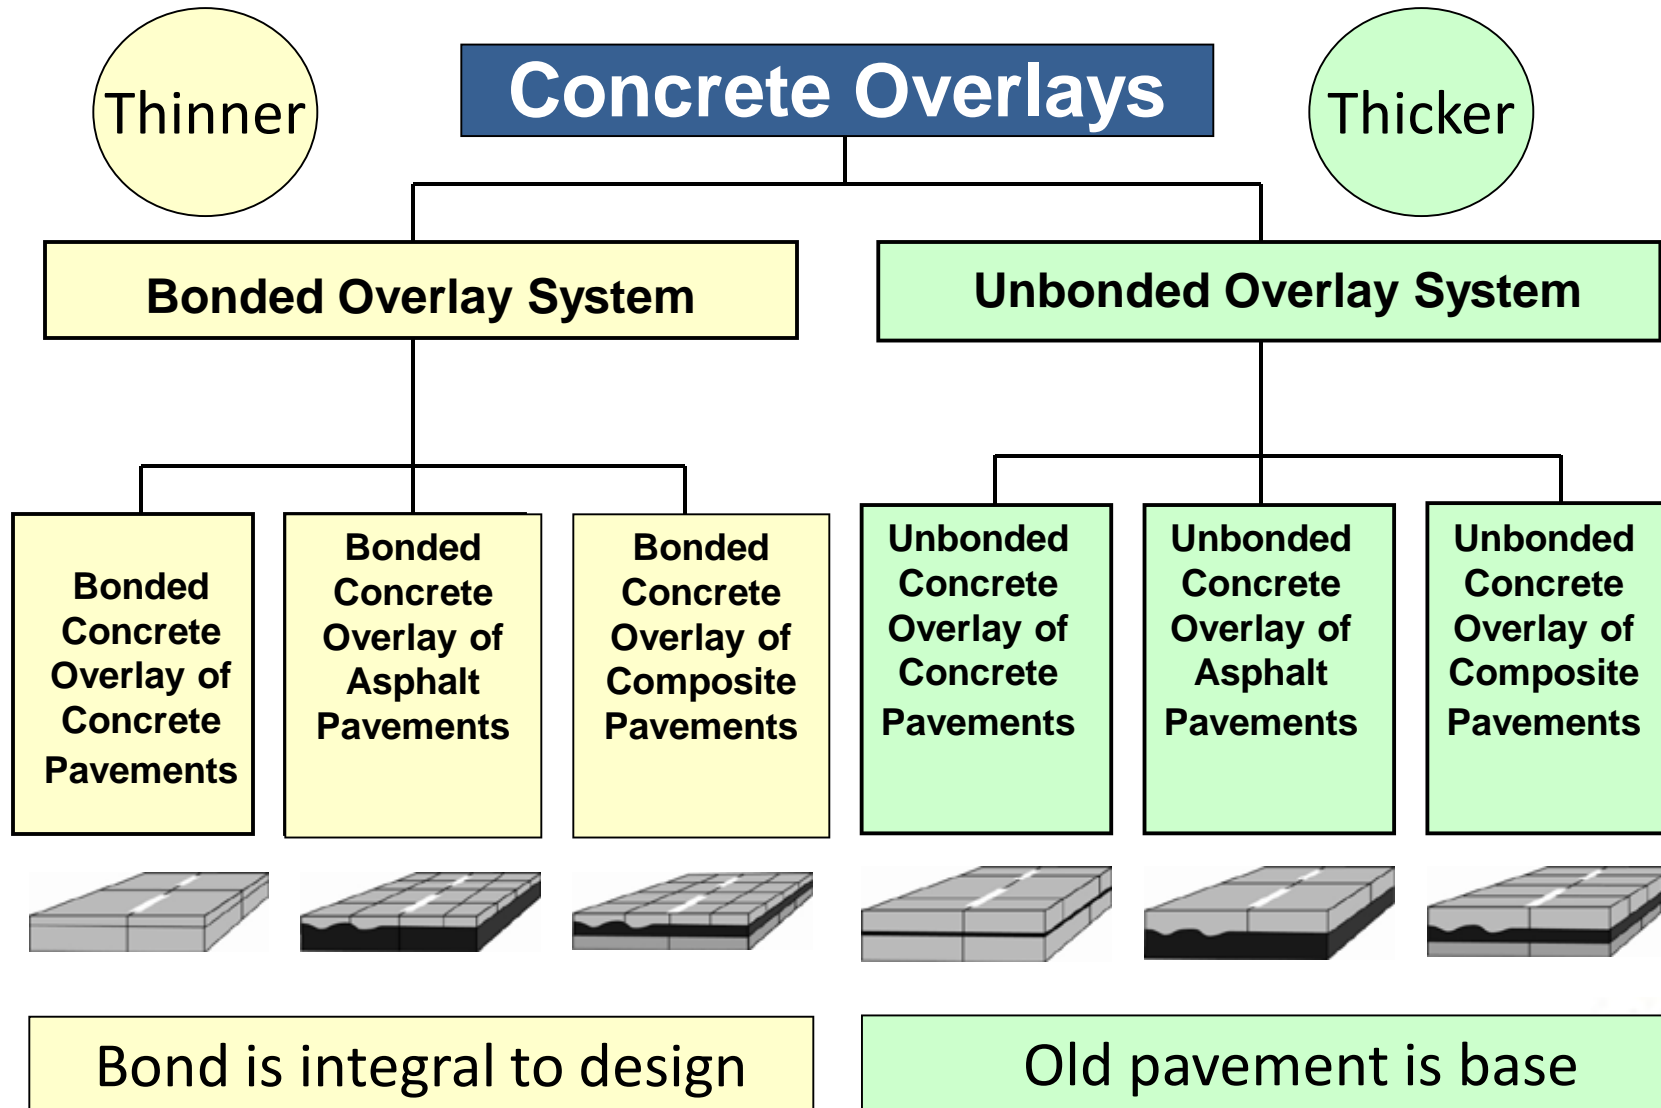 Thinner
Concrete Overlays
Thicker
Bonded Overlay System
Unbonded Overlay System
Bonded
Concrete
Overlay of
Concrete
Pavements
Bonded
Concrete
Overlay of
Asphalt
Pavements
Bonded
Concrete
Overlay of
Composite
Pavements
Unbonded
Concrete
Overlay of
Concrete
Pavements
Unbonded
Concrete
Overlay of
Asphalt
Pavements
Unbonded
Concrete
Overlay of
Composite
Pavements
Bond is integral to design
Old pavement is base